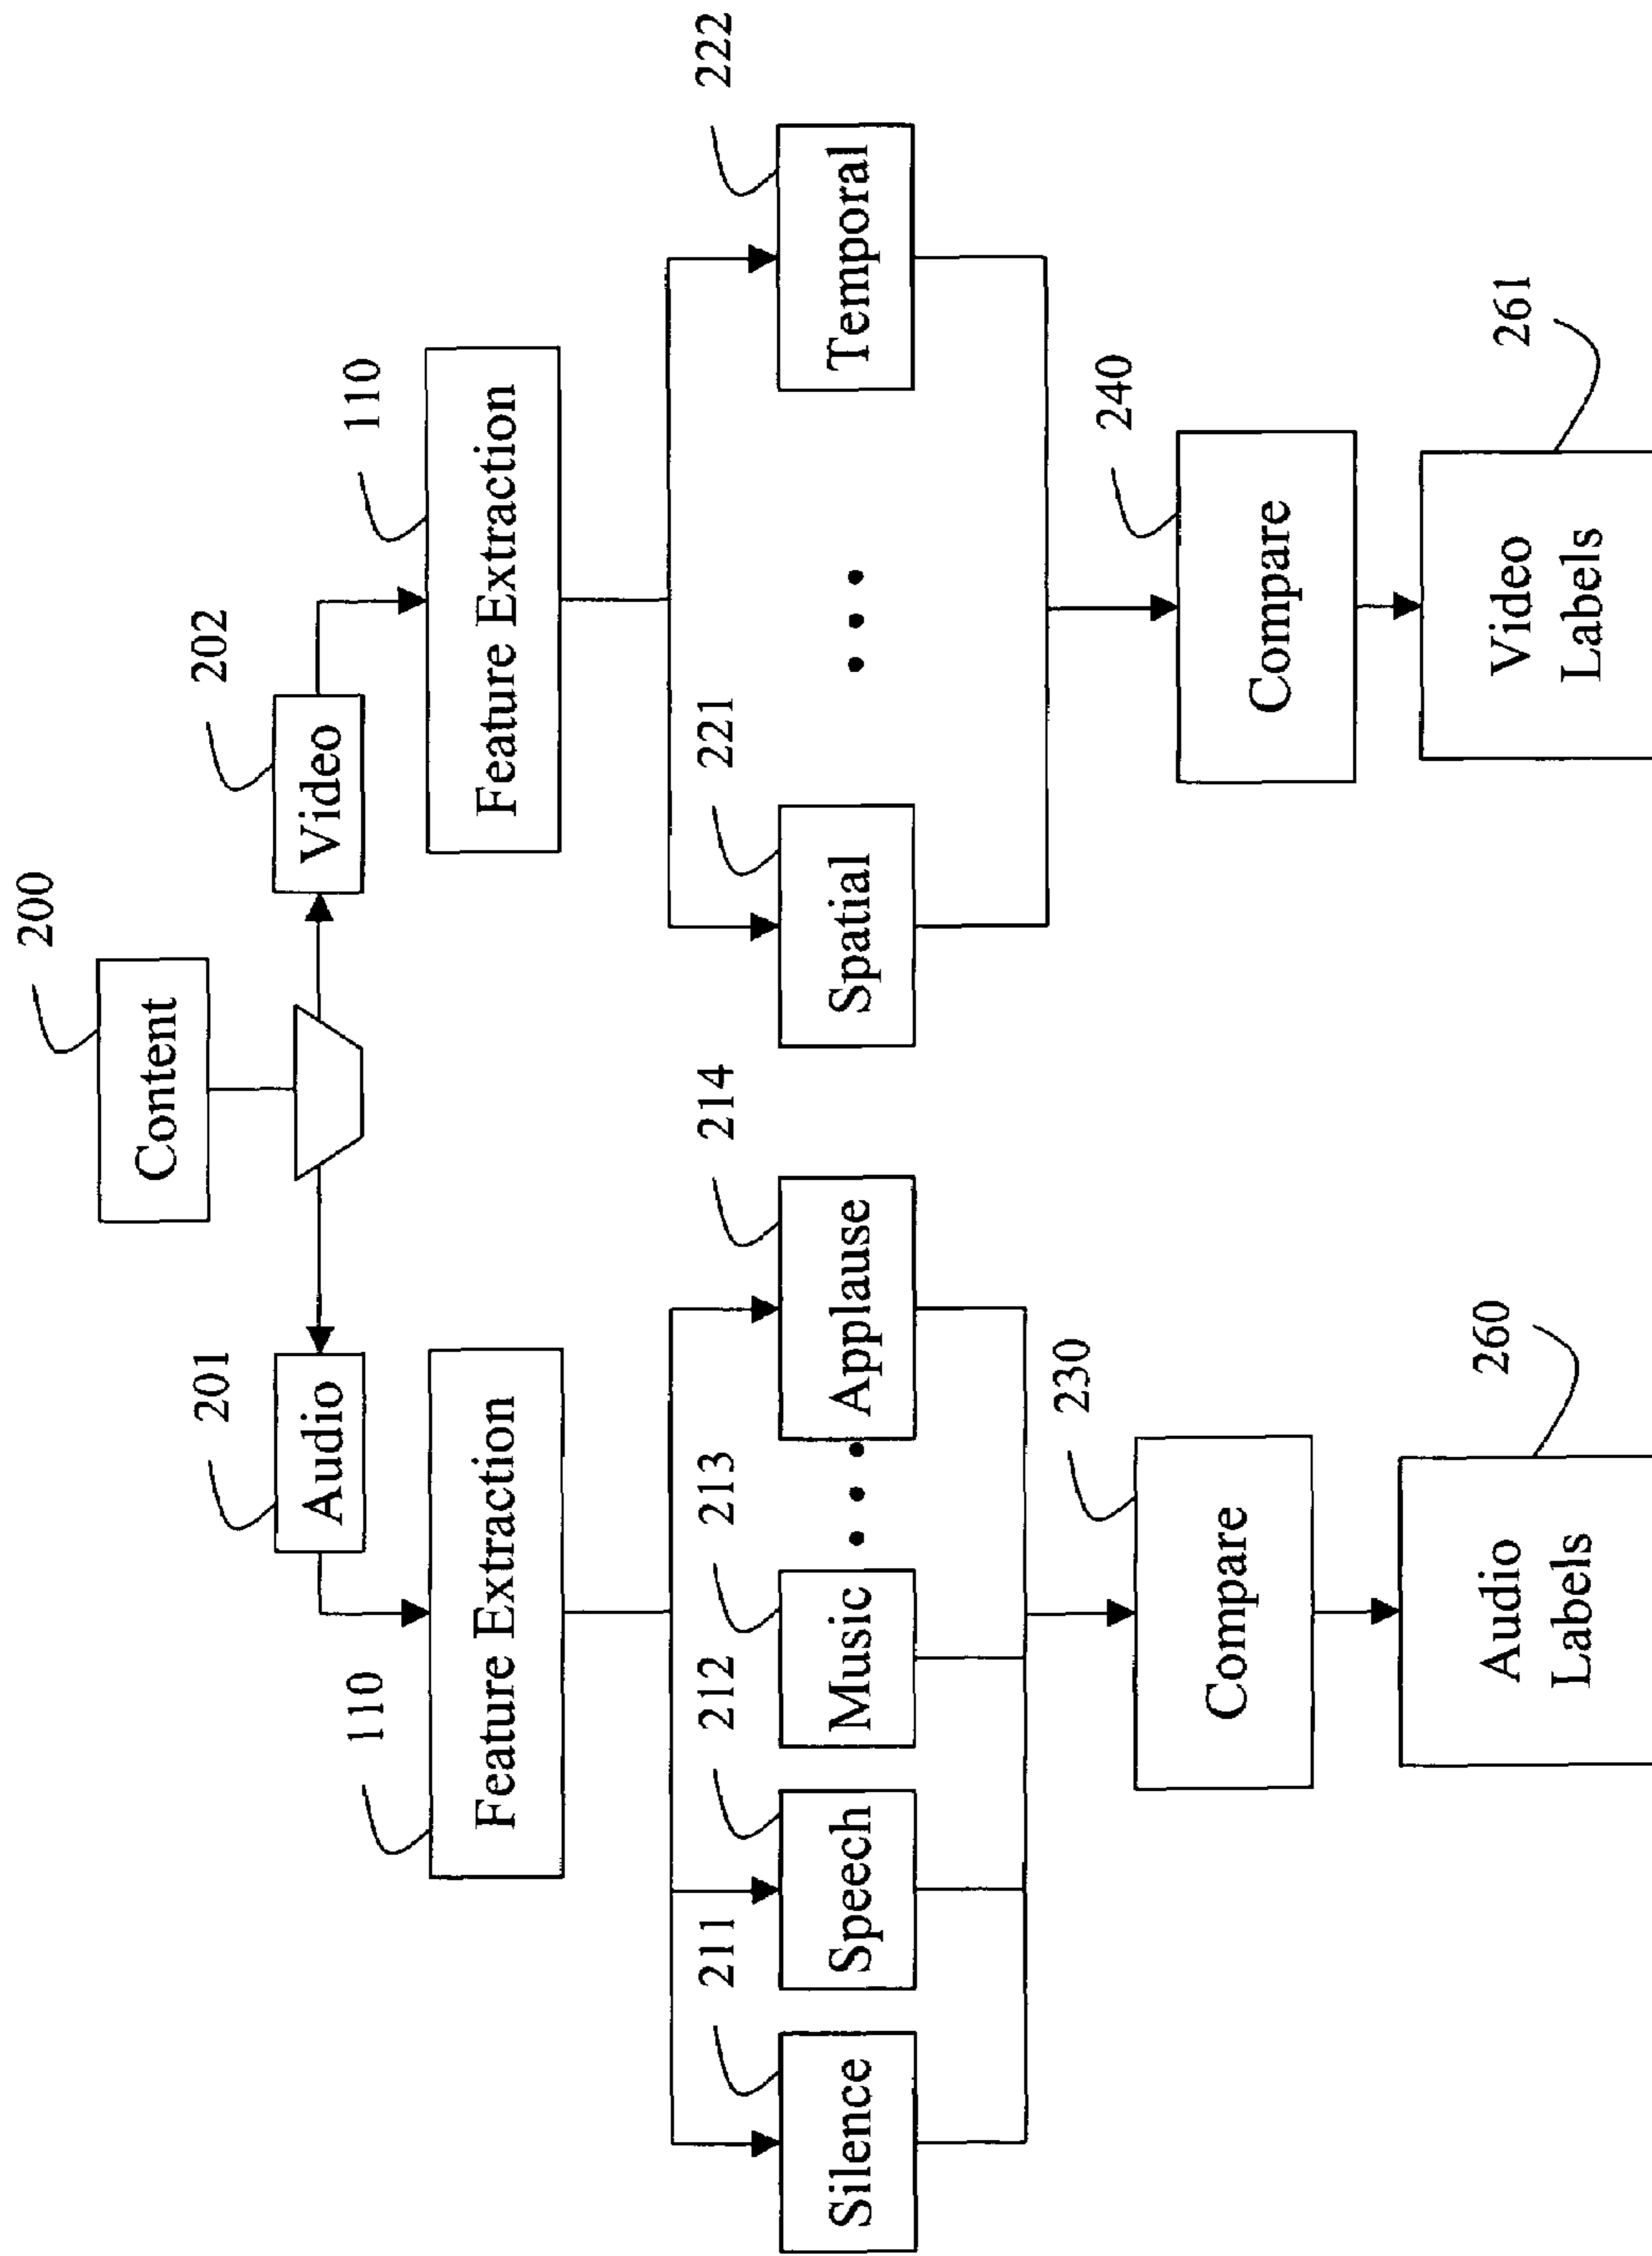 200
Content
201
202
Audio
Video
110
110
Feature Extraction
Feature Extraction
211
212
213
214
221
222
Silence
Speech
Music
Applause
Spatial
Temporal
230
240
Compare
Compare
260
261
Audio
Labels
Video
Labels